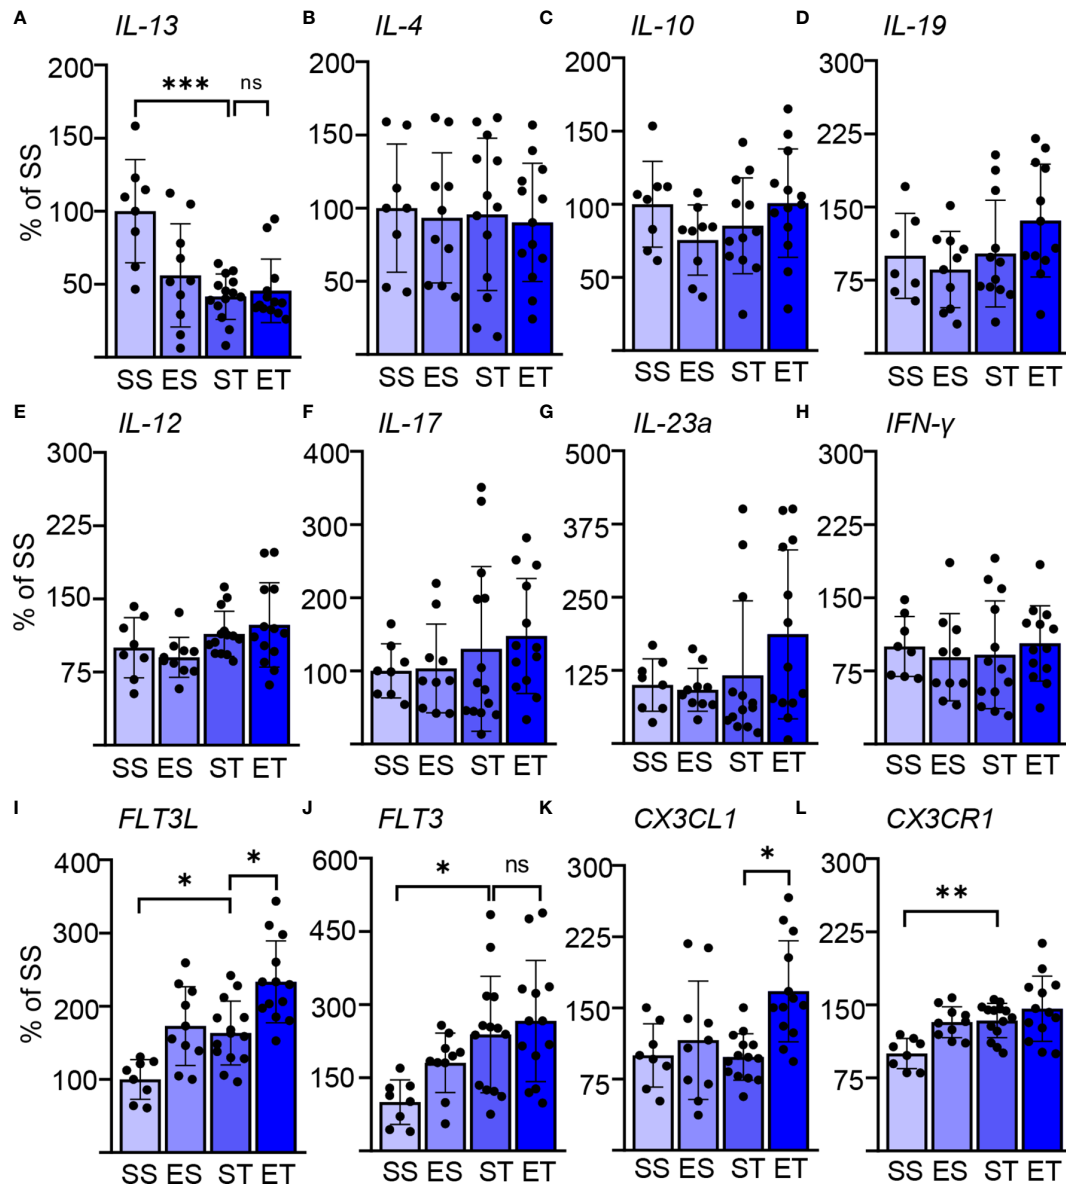 A IL-13
B IL-4
C IL-10
D IL-19
% of SS
200
150
100
50
*** ns
SS ES ST ET
200
150
100
50
SS ES ST ET
200
150
100
50
SS ES ST ET
300
225
150
75
SS ES ST ET
E IL-12
F IL-17
G IL-23a
H IFN-γ
% of SS
300
225
150
75
SS ES ST ET
400
300
200
100
SS ES ST ET
500
375
250
125
SS ES ST ET
300
225
150
75
SS ES ST ET
I FLT3L
J FLT3
K CX3CL1
L CX3CR1
% of SS
400
300
200
100
* *
SS ES ST ET
600
450
300
150
* ns
SS ES ST ET
300
225
150
75
*
SS ES ST ET
300
225
150
75
**
SS ES ST ET